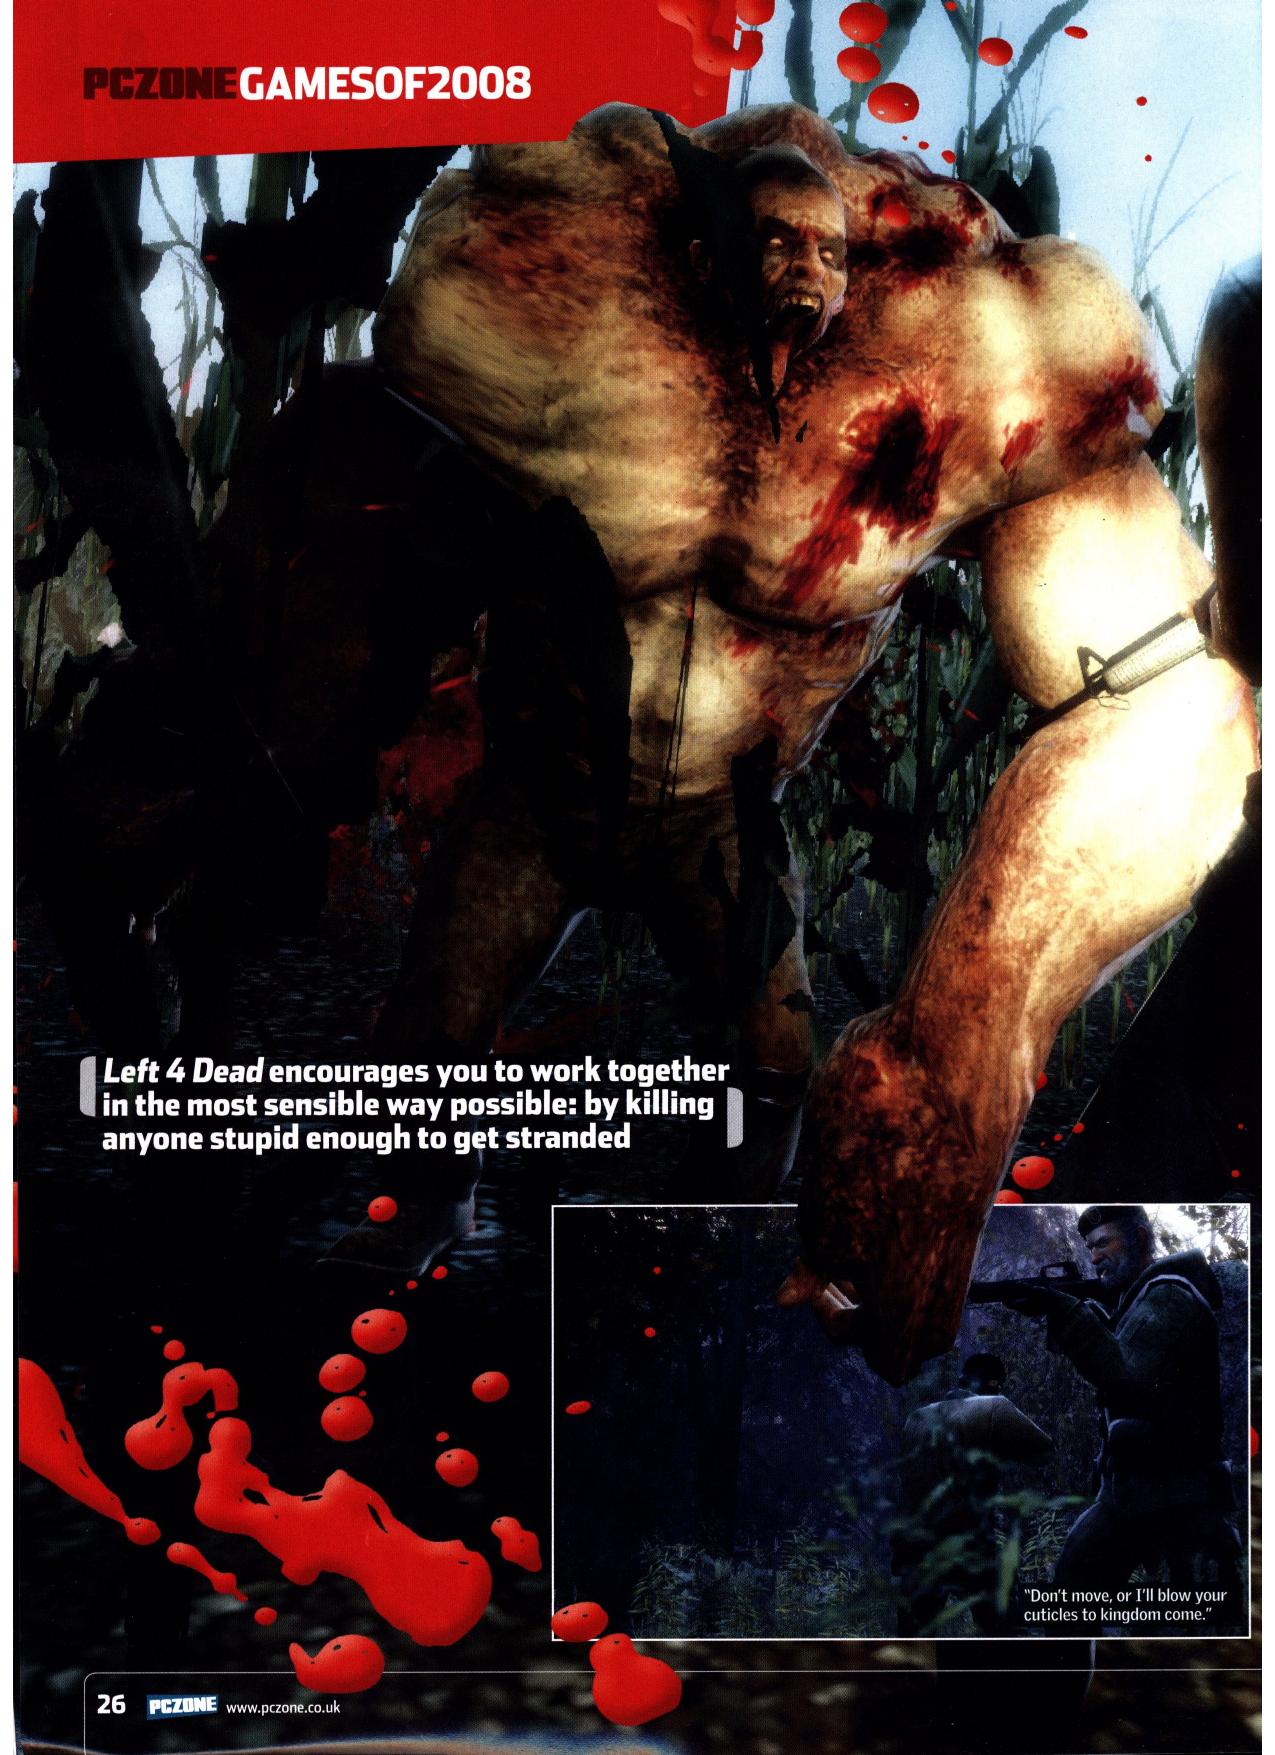 PCZONEGAMESOF2008
Left 4 Dead encourages you to work together
in the most sensible way possible: by killing
anyone stupid enough to get stranded
"Don't move, or I'll blow your
cuticles to kingdom come."
26 PCZONE www.pczone.co.uk